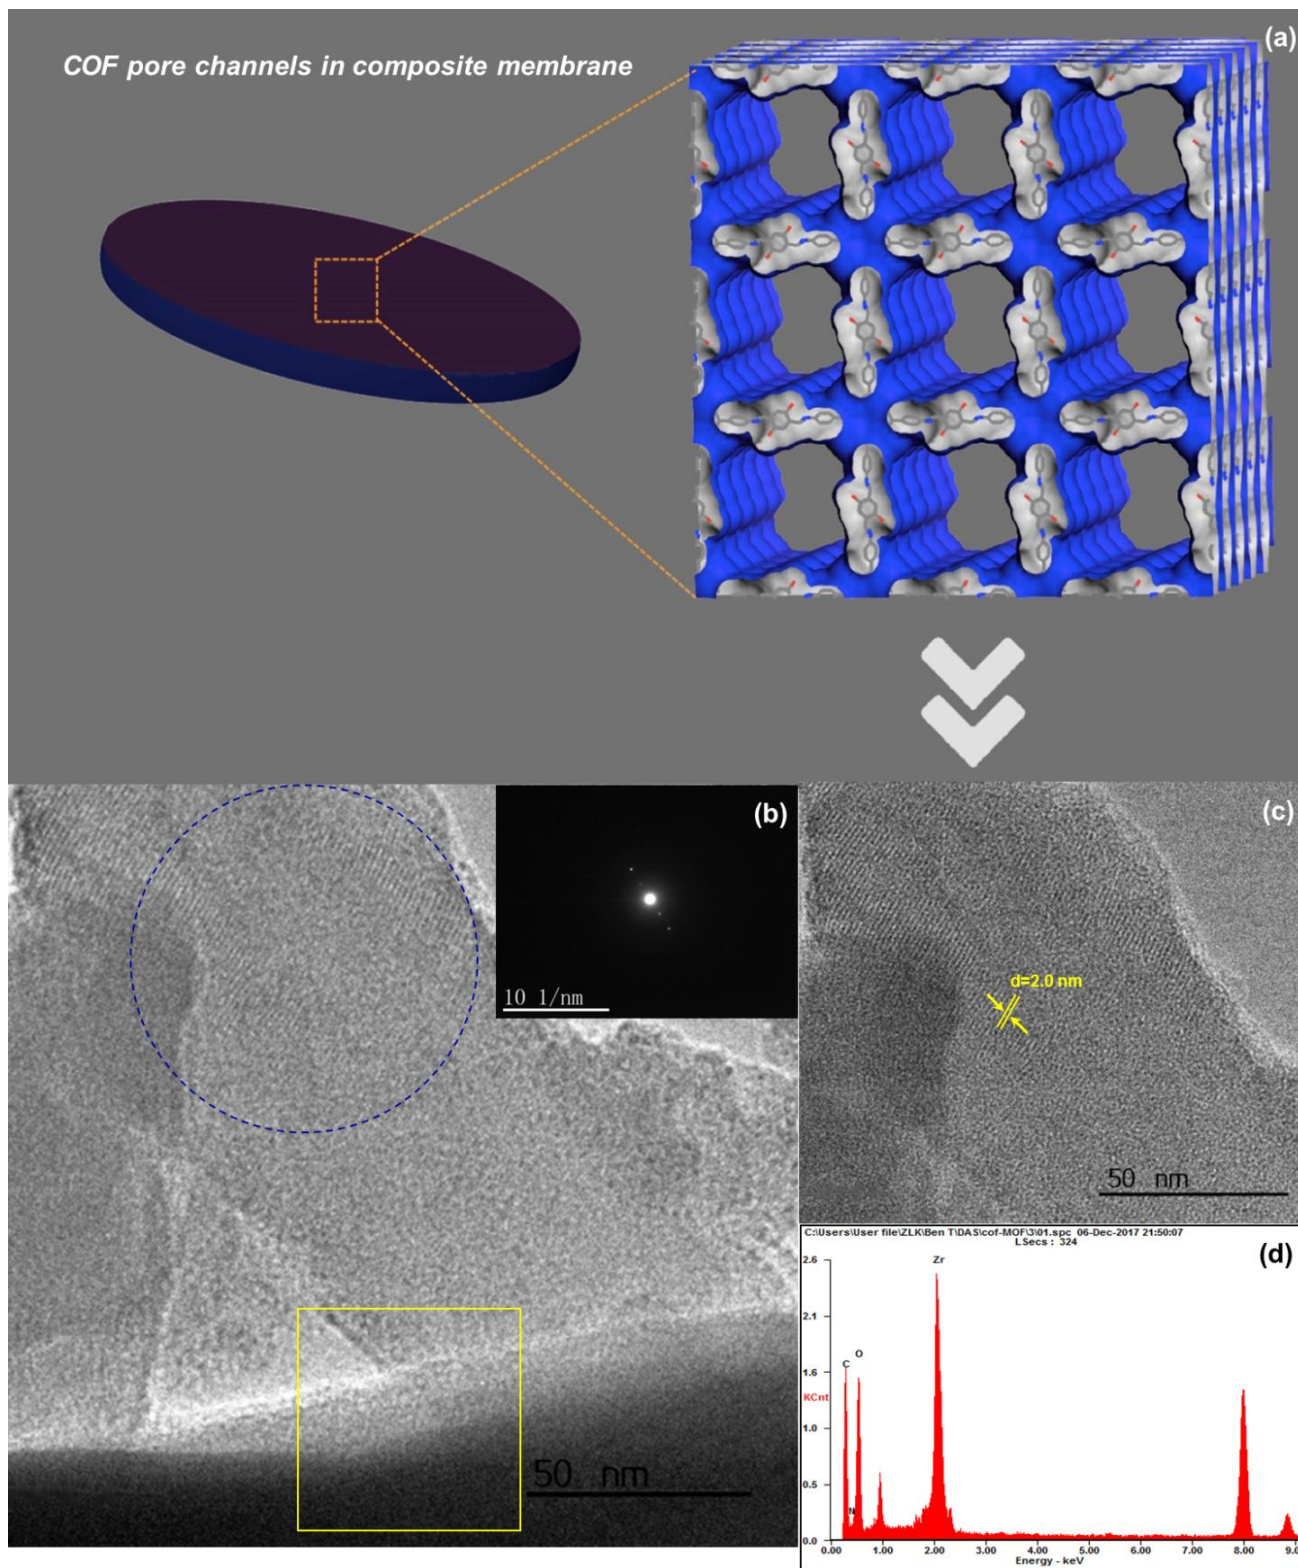 COF pore channels in composite membrane
(a)
(b)
10 1/nm
50 nm
(c)
d=2.0 nm
50 nm
C:\Users\User file\ZLK\Ben T\DAS\cof-MOF\3\01.spc 06-Dec-2017 21:50:07
LSecs : 324
(d)
2.6
2.1
1.6
KCnt
1.0
0.5
0.0
C
O
N
Zr
0.00 1.00 2.00 3.00 4.00 5.00 6.00 7.00 8.00 9.0
Energy - keV